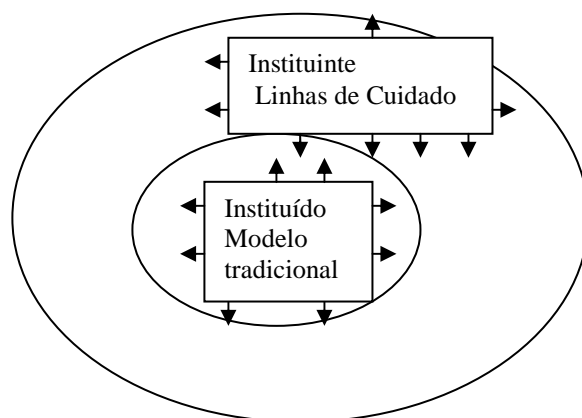 Instituinte
Linhas de Cuidado
Instituído
Modelo
tradicional